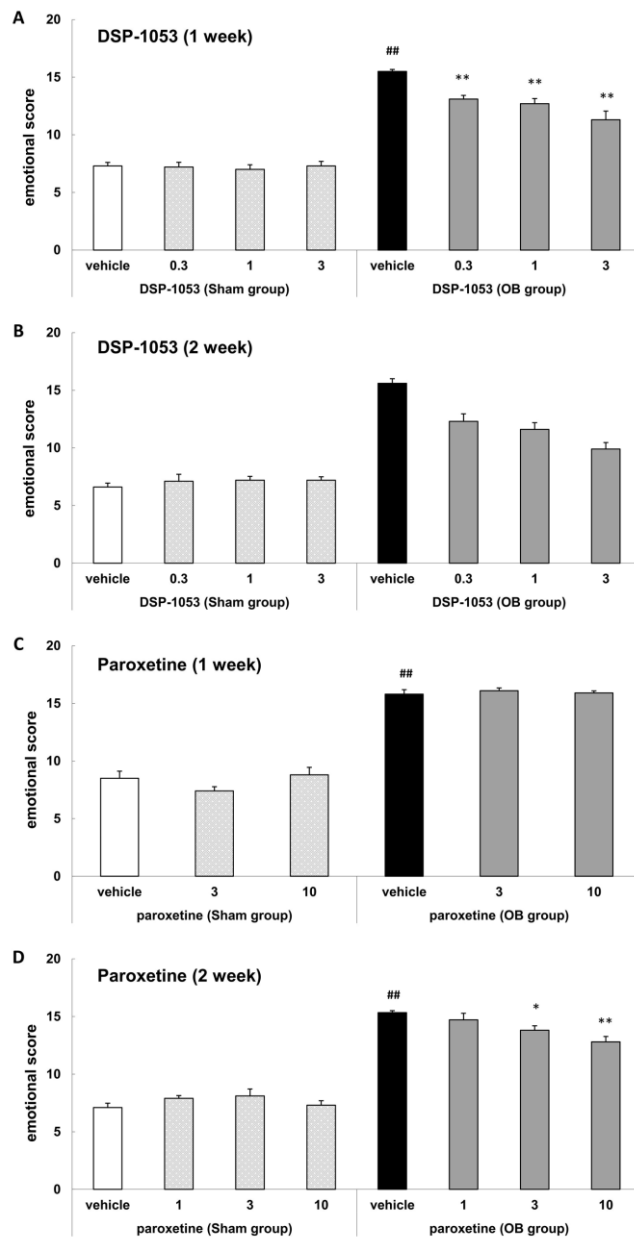 A
DSP-1053 (1 week)
emotional score
20
15
10
5
0
##
**
**
**
vehicle 0.3 1 3 vehicle 0.3 1 3
DSP-1053 (Sham group) DSP-1053 (OB group)
B
DSP-1053 (2 week)
emotional score
20
15
10
5
0
vehicle 0.3 1 3 vehicle 0.3 1 3
DSP-1053 (Sham group) DSP-1053 (OB group)
C
Paroxetine (1 week)
emotional score
20
15
10
5
0
##
vehicle 3 10 vehicle 3 10
paroxetine (Sham group) paroxetine (OB group)
D
Paroxetine (2 week)
emotional score
20
15
10
5
0
##
*
**
vehicle 1 3 10 vehicle 1 3 10
paroxetine (Sham group) paroxetine (OB group)